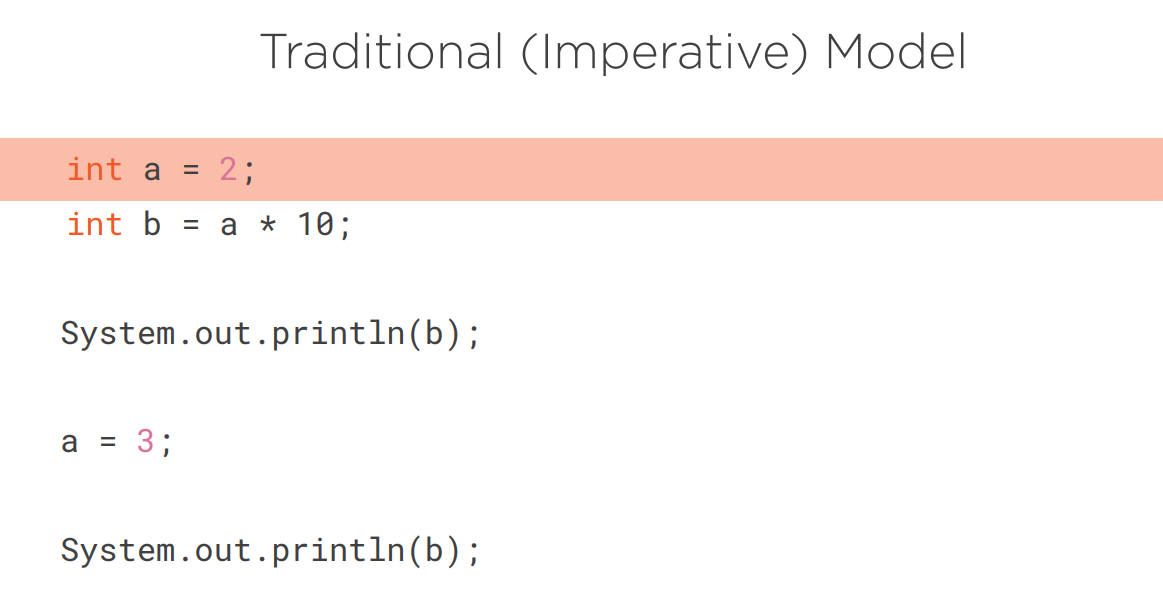 Traditional (Imperative) Model
int a = 2;
int b = a * 10;
System.out.println(b);
a = 3;
System.out.println(b);